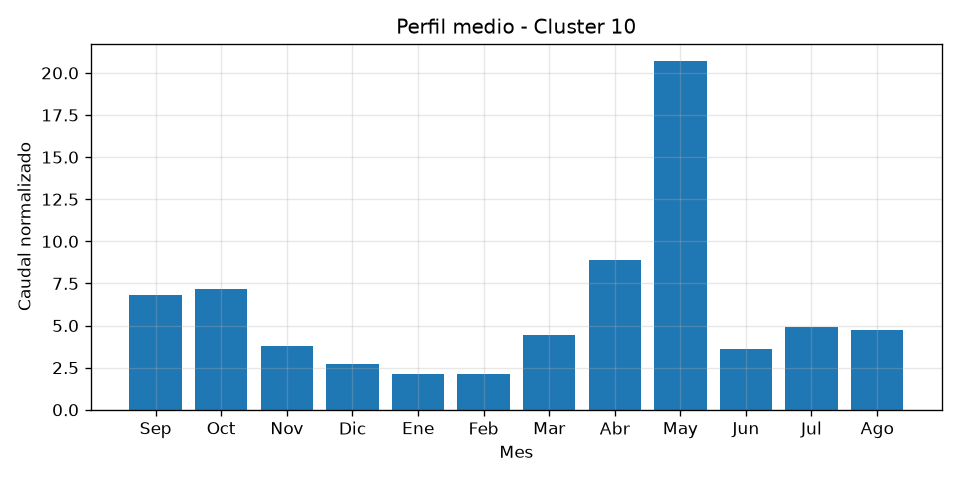 Perfil medio - Cluster 10
Caudal normalizado
20.0
17.5
15.0
12.5
10.0
7.5
5.0
2.5
0.0
Sep Oct Nov Dic Ene Feb Mar Abr May Jun Jul Ago
Mes